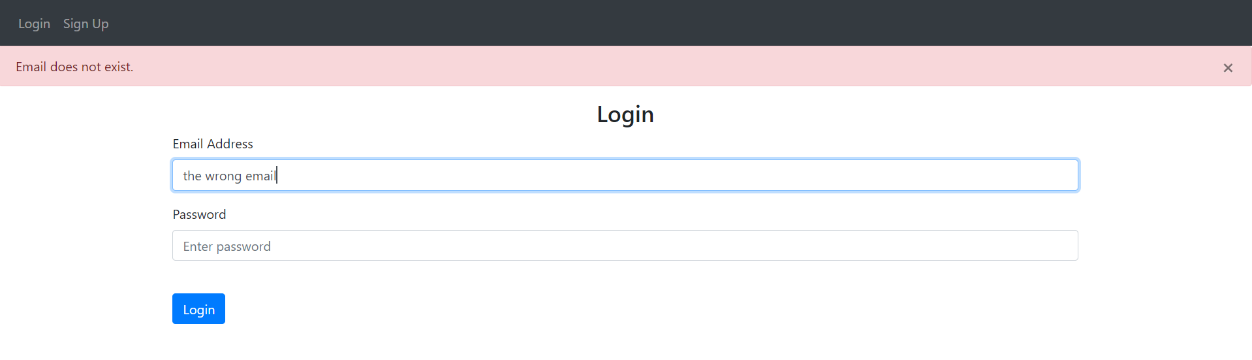 Login Sign Up
Email does not exist. ×
Login
Email Address
the wrong email
Password
Enter password
Login